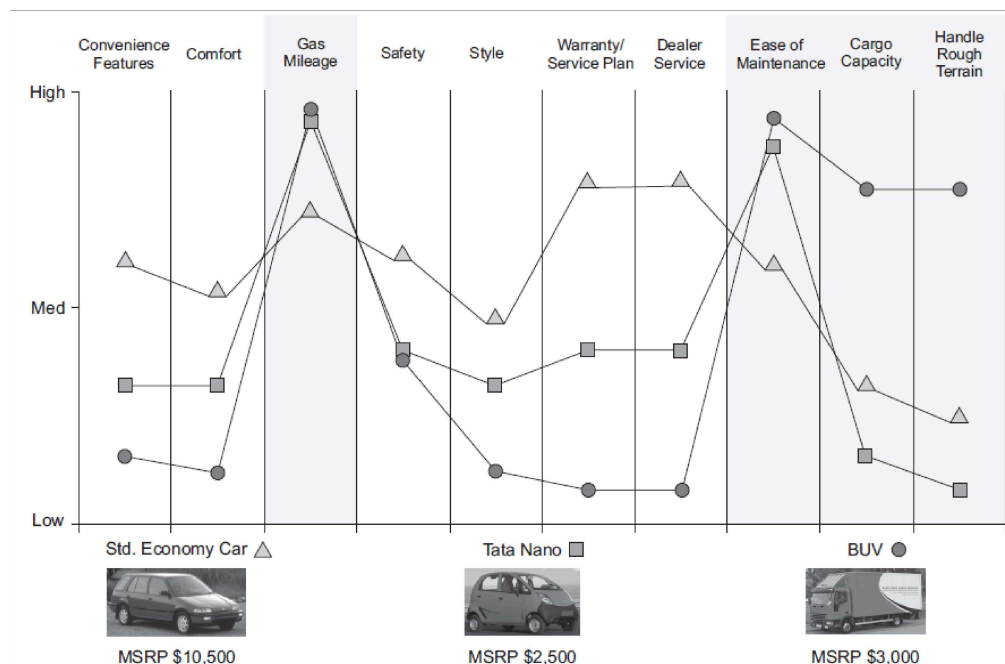 Convenience
Features
Comfort
Gas
Mileage
Safety
Style
Warranty/
Service Plan
Dealer
Service
Ease of
Maintenance
Cargo
Capacity
Handle
Rough
Terrain
High
Med
Low
Std. Economy Car
Tata Nano
BUV
MSRP $10,500
MSRP $2,500
MSRP $3,000